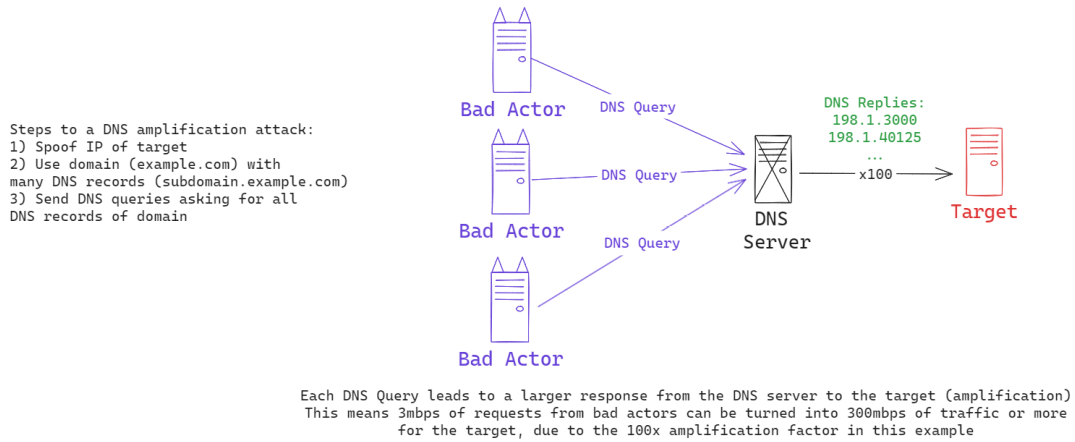 Steps to a DNS amplification attack:
1) Spoof IP of target
2) Use domain (example.com) with
many DNS records (subdomain.example.com)
3) Send DNS queries asking for all
DNS records of domain
Bad Actor
DNS Query
Bad Actor
DNS Query
Bad Actor
DNS Query
DNS
Server
DNS Replies:
198.1.3000
198.1.40125
...
x100
Target
Each DNS Query leads to a larger response from the DNS server to the target (amplification)
This means 3mbps of requests from bad actors can be turned into 300mbps of traffic or more
for the target, due to the 100x amplification factor in this example